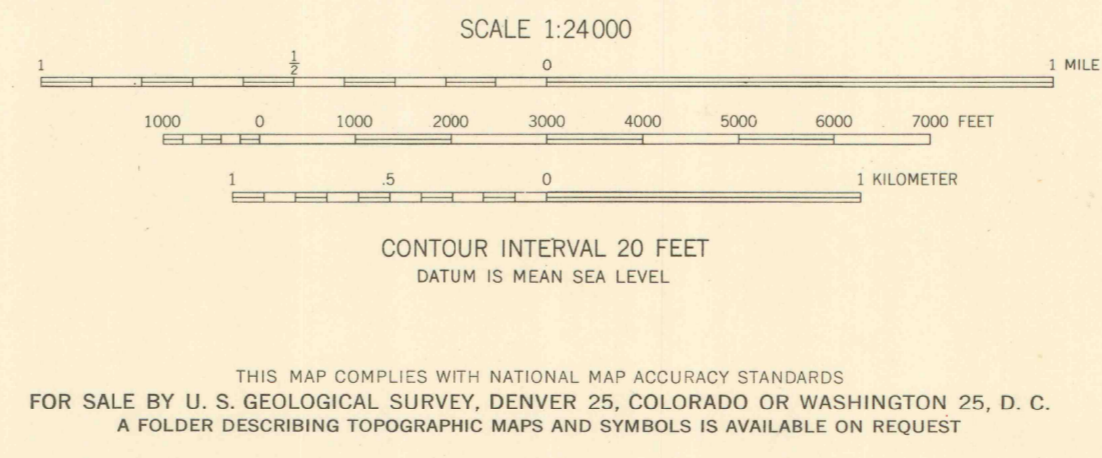 SCALE 1:24000
1 1/2 0 1 MILE
1000 0 1000 2000 3000 4000 5000 6000 7000 FEET
1 .5 0 1 KILOMETER
CONTOUR INTERVAL 20 FEET
DATUM IS MEAN SEA LEVEL
THIS MAP COMPLIES WITH NATIONAL MAP ACCURACY STANDARDS
FOR SALE BY U. S. GEOLOGICAL SURVEY, DENVER 25, COLORADO OR WASHINGTON 25, D. C.
A FOLDER DESCRIBING TOPOGRAPHIC MAPS AND SYMBOLS IS AVAILABLE ON REQUEST